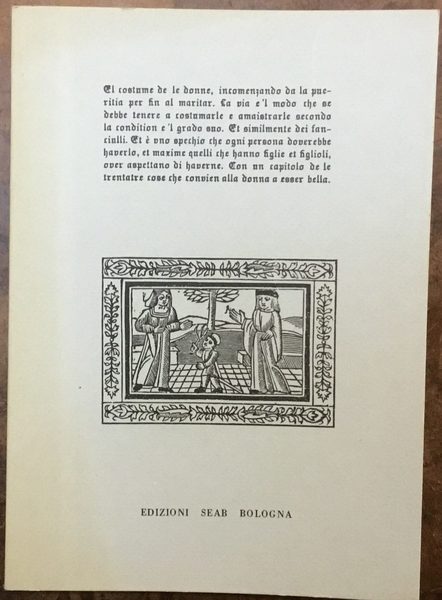 El costume de le donne, incomenzando da la pue-
ritia per fin al maritar. La via e'l modo che se
debbe tenere a costumarle e amaistrarle secondo
la condition e'l grado suo. Et similmente dei fan-
ciulli. Et è vno spechio che ogni persona doverebbe
haverlo, et maxime quelli che hanno figlie et figlioli,
over aspettano di haverne. Con un capitolo de le
trentatre cose che convien alla donna a esser bella.
EDIZIONI SEAB BOLOGNA